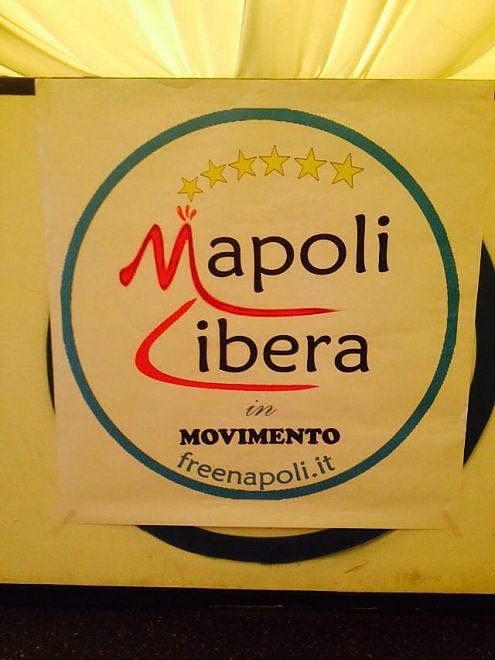 Napoli
Libera
in
MOVIMENTO
freenapoli.it